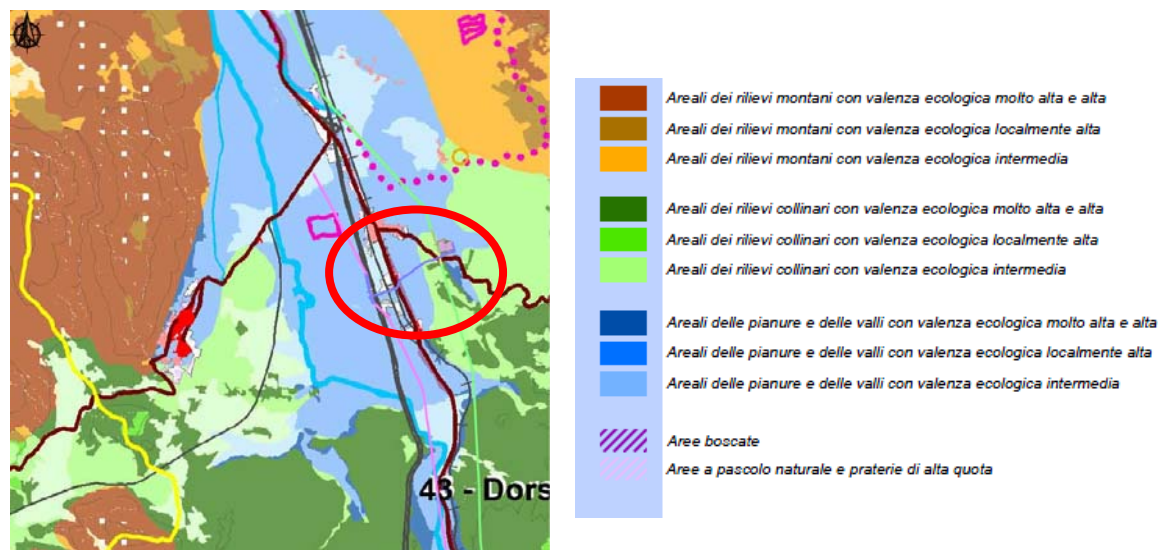 43 - Dors
Areali dei rilievi montani con valenza ecologica molto alta e alta
Areali dei rilievi montani con valenza ecologica localmente alta
Areali dei rilievi montani con valenza ecologica intermedia
Areali dei rilievi collinari con valenza ecologica molto alta e alta
Areali dei rilievi collinari con valenza ecologica localmente alta
Areali dei rilievi collinari con valenza ecologica intermedia
Areali delle pianure e delle valli con valenza ecologica molto alta e alta
Areali delle pianure e delle valli con valenza ecologica localmente alta
Areali delle pianure e delle valli con valenza ecologica intermedia
Aree boscate
Aree a pascolo naturale e praterie di alta quota